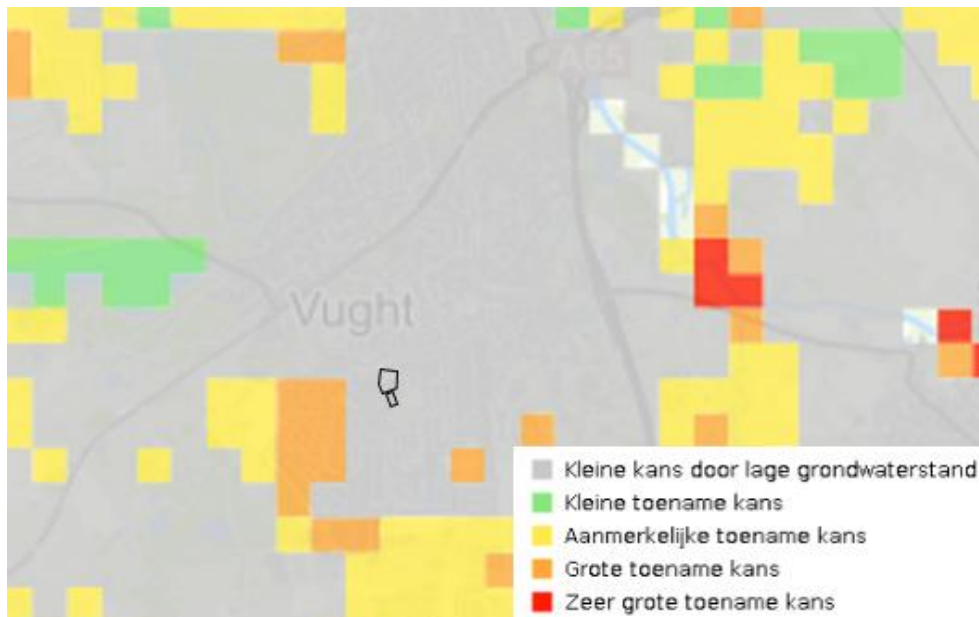 A65
Vught
Kleine kans door lage grondwaterstand
Kleine toename kans
Aanmerkelijke toename kans
Grote toename kans
Zeer grote toename kans